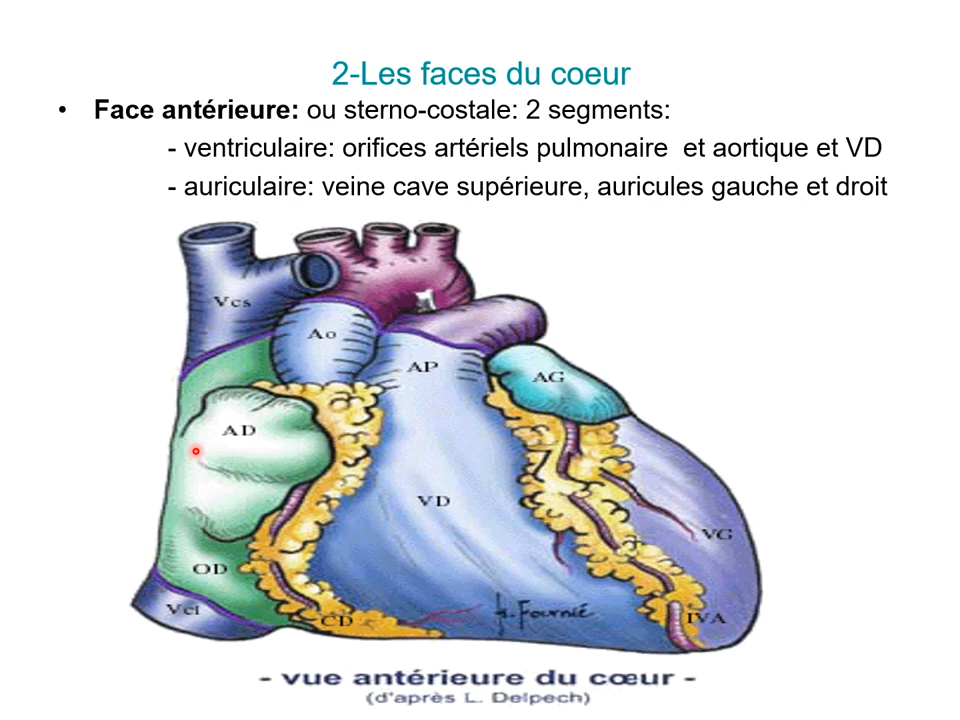 2-Les faces du coeur
• Face antérieure: ou sterno-costale: 2 segments:
- ventriculaire: orifices artériels pulmonaire et aortique et VD
- auriculaire: veine cave supérieure, auricules gauche et droit
Vcs
Ao
AP
AG
AD
VD
VG
OD
Vci
CD
H. Fournié
IVA
- vue antérieure du cœur -
(d'après L. Delpech)